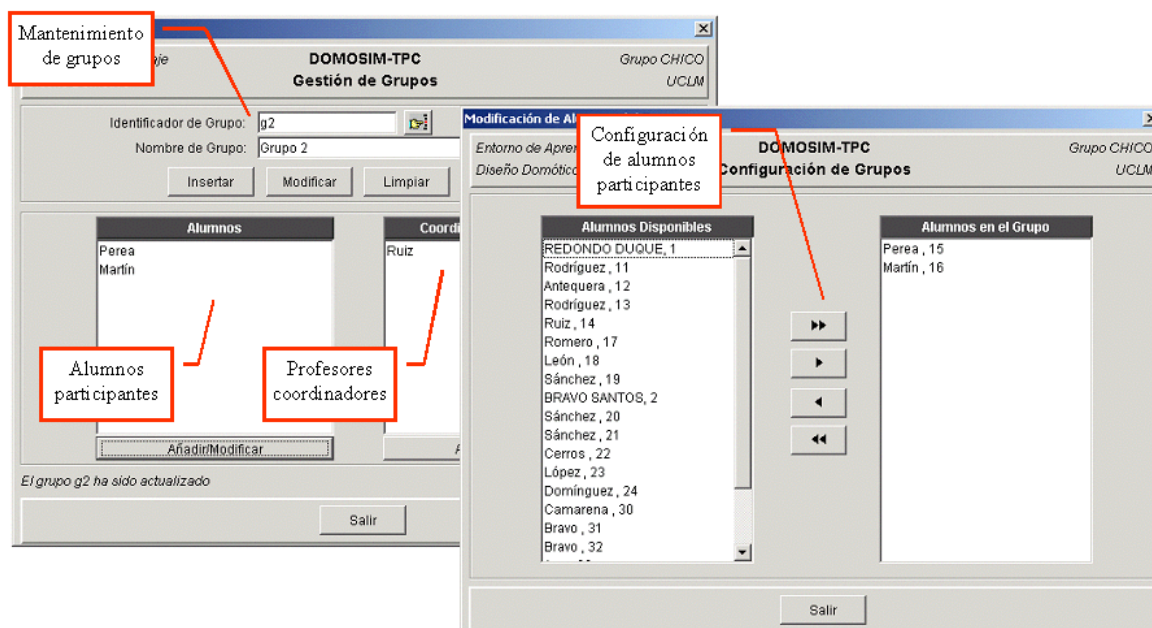 Mantenimiento
de grupos
DOMOSIM-TPC
Gestión de Grupos
Grupo CHICO
UCLM
Identificador de Grupo:
g2
Nombre de Grupo:
Grupo 2
Insertar
Modificar
Limpiar
Alumnos
Perea
Martín
Ruiz
Alumnos
participantes
Profesores
coordinadores
Añadir/Modificar
El grupo g2 ha sido actualizado
Salir
Modificación de
Configuración
de alumnos
participantes
Entorno de
Diseño
DOMOSIM-TPC
Configuración de Grupos
Grupo CHICO
UCLM
Alumnos Disponibles
REDONDO DUQUE, 1
Rodríguez , 11
Antequera , 12
Rodríguez , 13
Ruiz , 14
Romero , 17
León , 18
Sánchez , 19
BRAVO SANTOS, 2
Sánchez , 20
Sánchez , 21
Cerros , 22
López , 23
Domínguez , 24
Camarena , 30
Bravo , 31
Bravo , 32
Alumnos en el Grupo
Perea , 15
Martín , 16
Salir